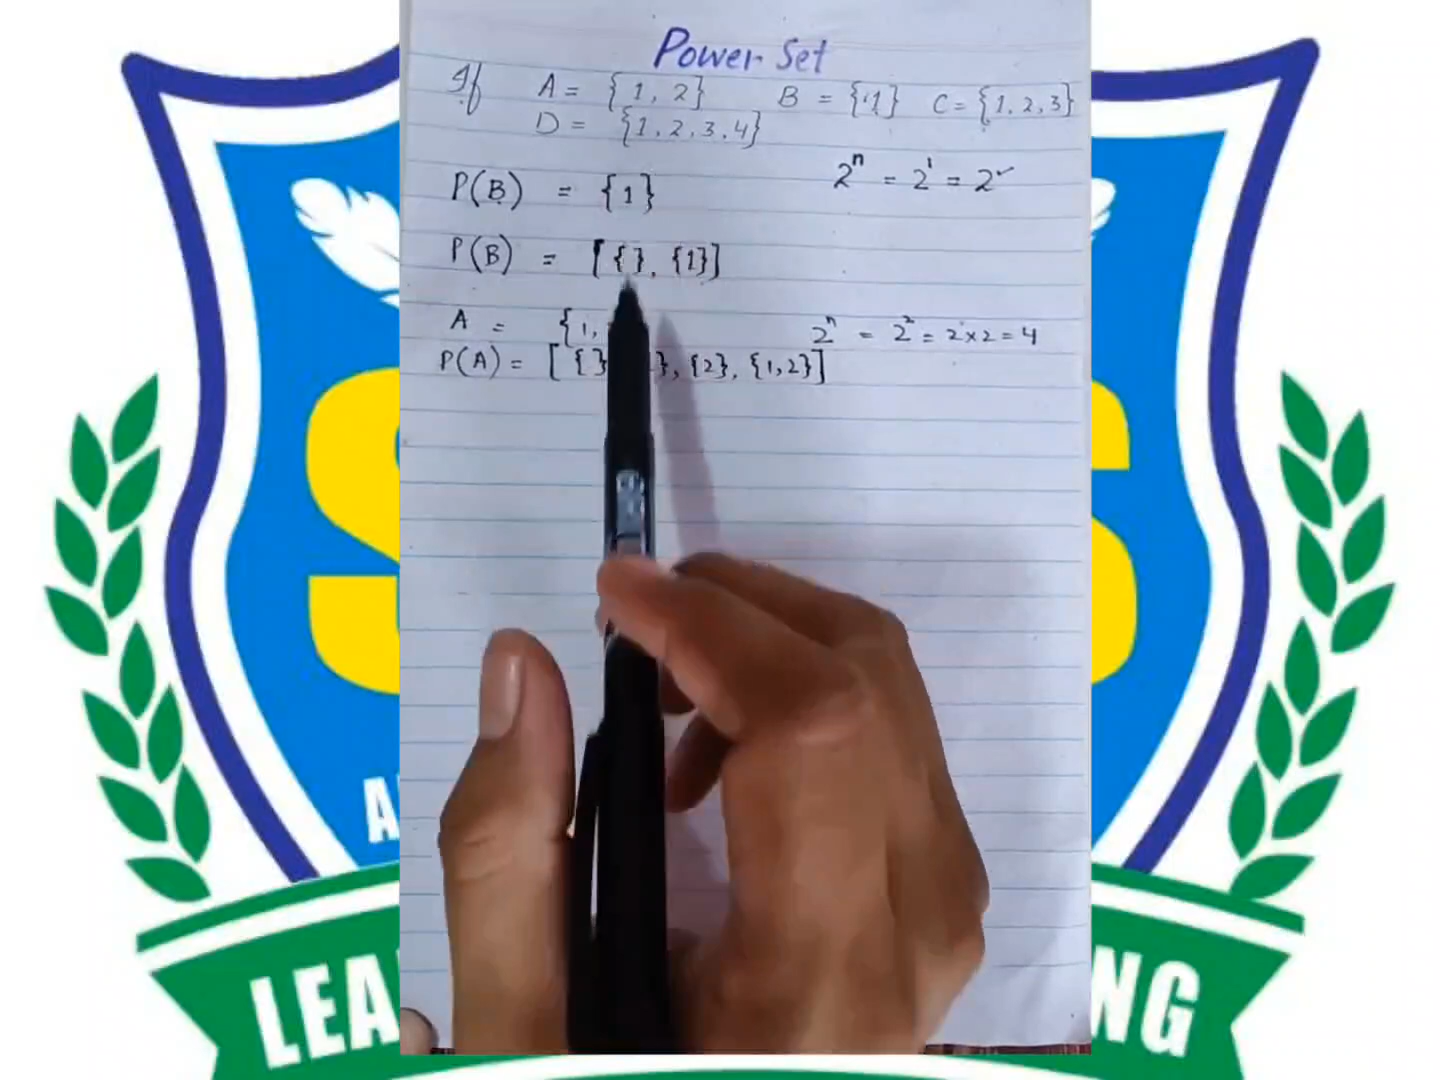 Power Set
If A = {1, 2} B = {1} C = {1, 2, 3}
D = {1, 2, 3, 4}
P(B) = {1} 2ⁿ = 2¹ = 2✓
P(B) = [{}, {1}]
A = {1, 2ⁿ = 2² = 2×2 = 4
P(A) = [{} }, {2}, {1,2}]
LEA NG